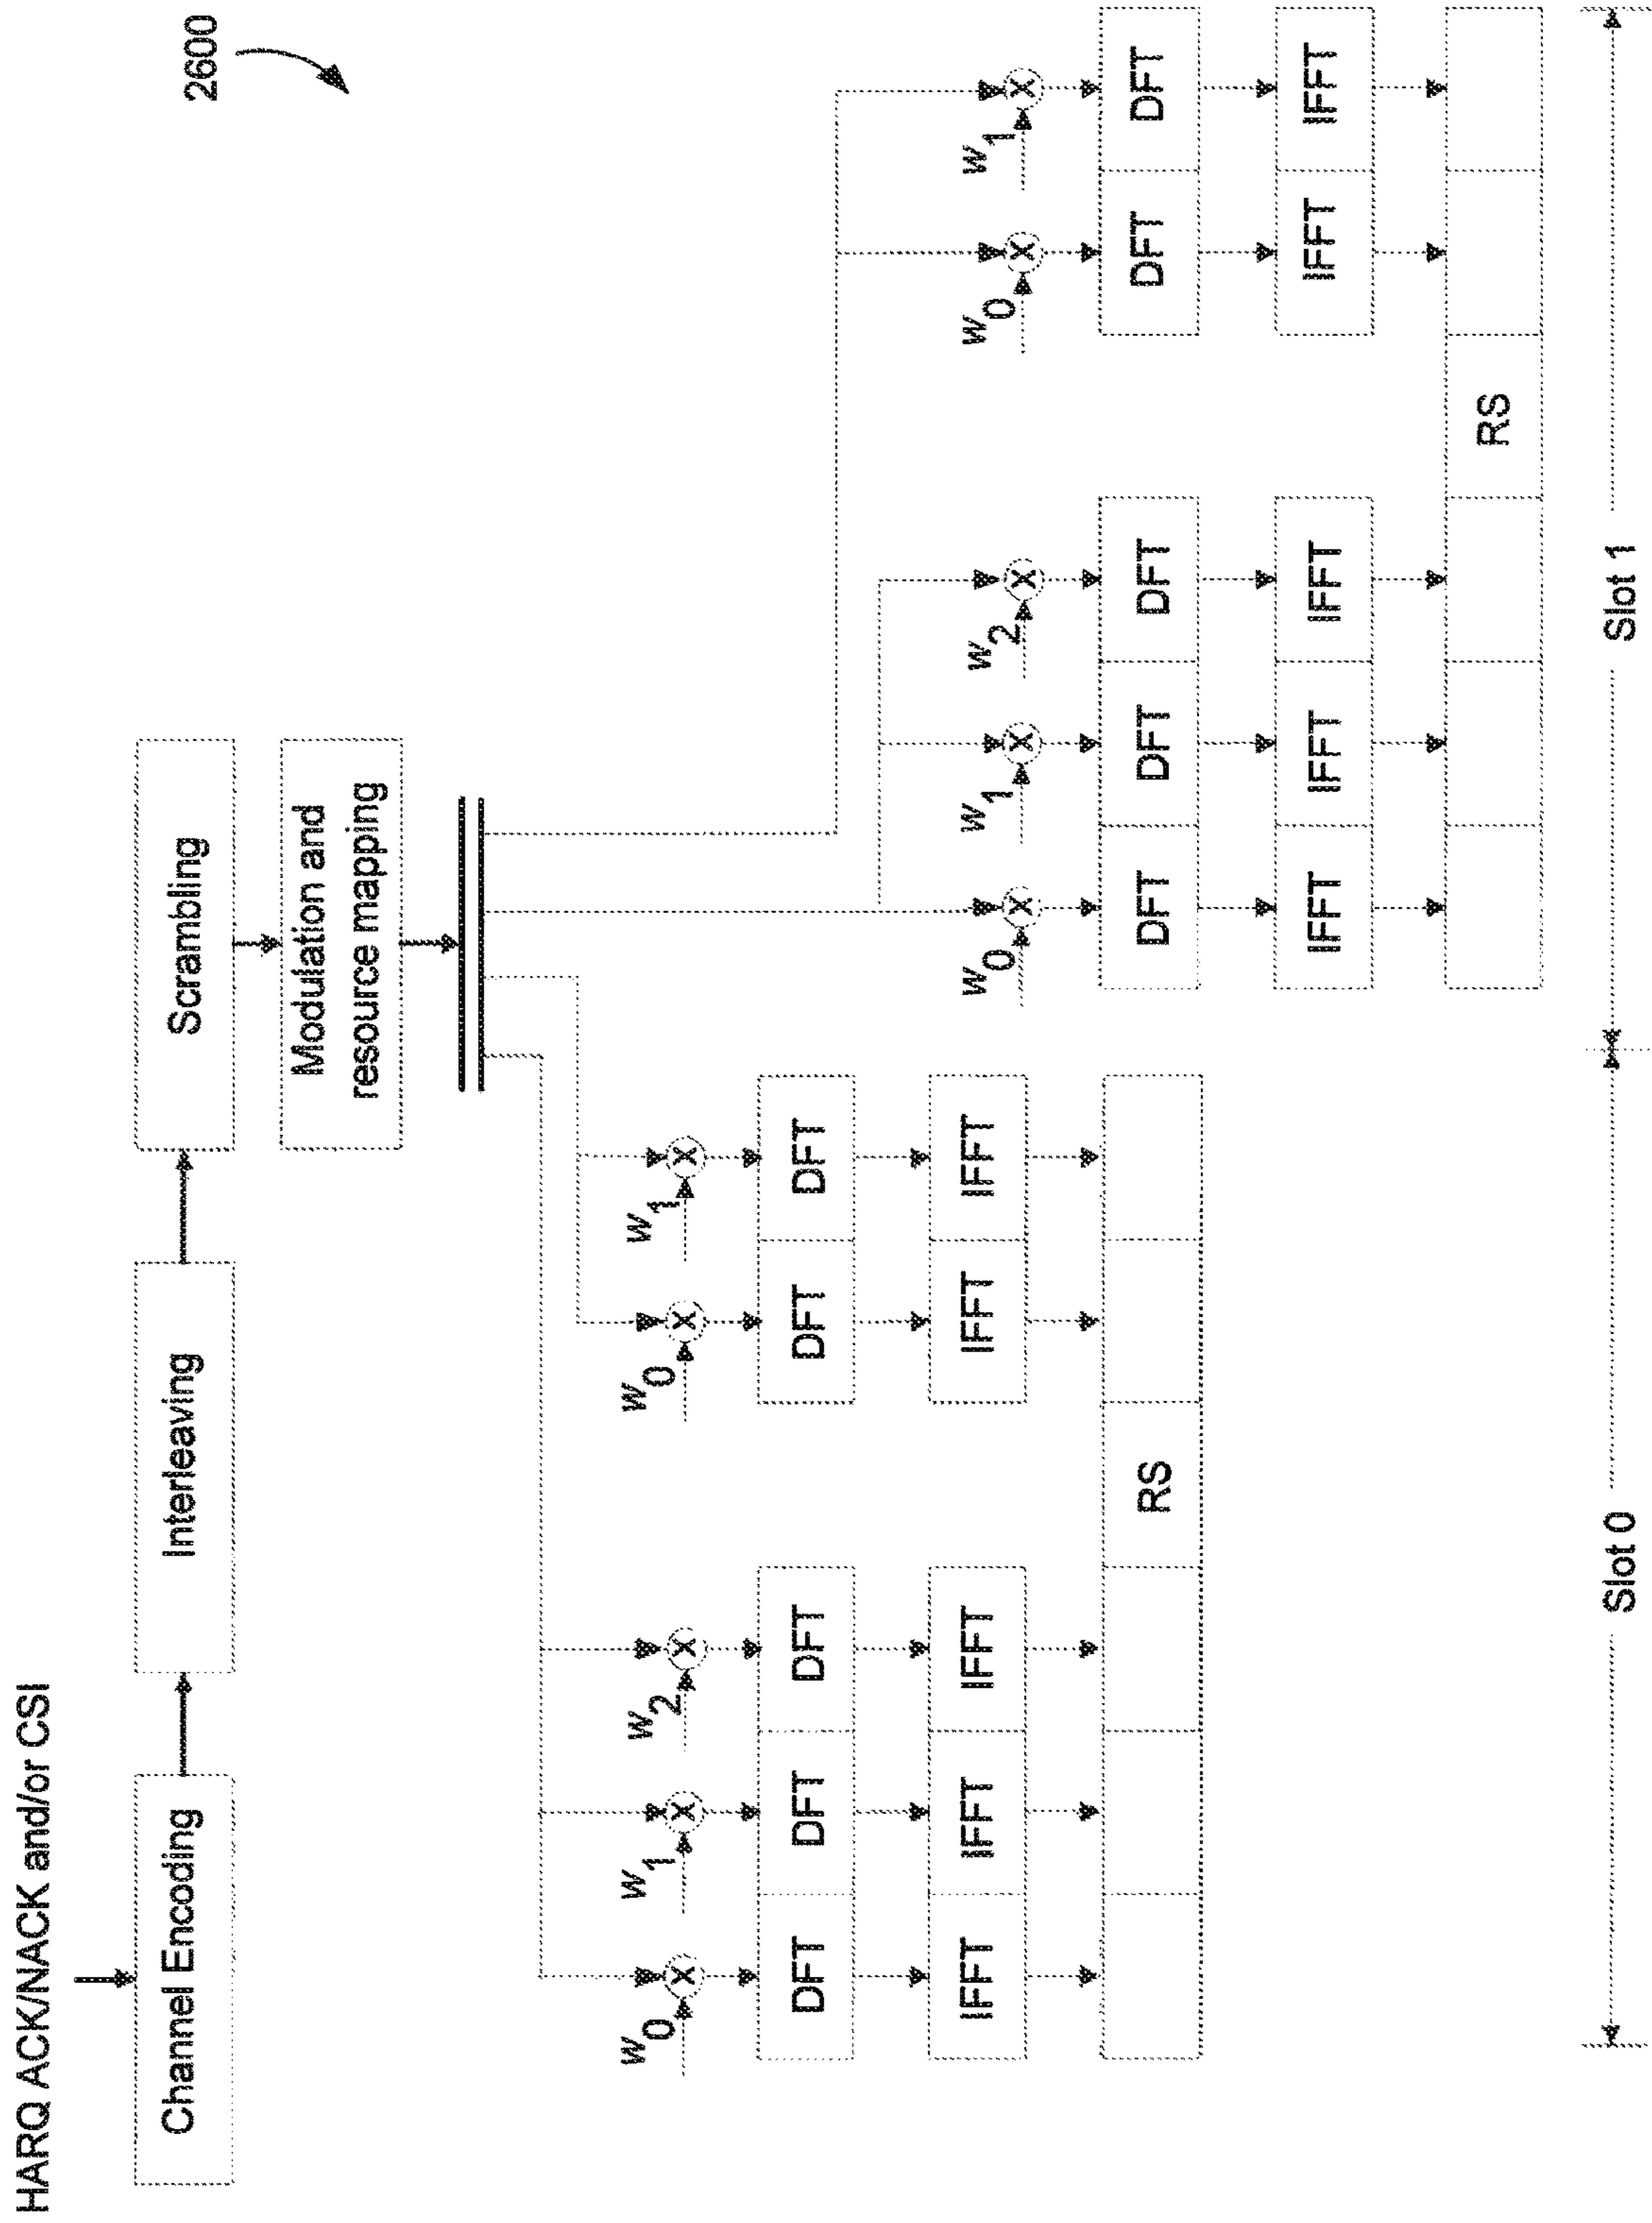 2600
HARQ ACK/NACK and/or CSI
Channel Encoding
Interleaving
Scrambling
Modulation and
resource mapping
w0
w1
w2
w0
w1
X
X
X
X
X
DFT
DFT
DFT
DFT
DFT
IFFT
IFFT
IFFT
IFFT
IFFT
RS
w0
w1
w2
w0
w1
X
X
X
X
X
DFT
DFT
DFT
DFT
DFT
IFFT
IFFT
IFFT
IFFT
IFFT
RS
Slot 0
Slot 1